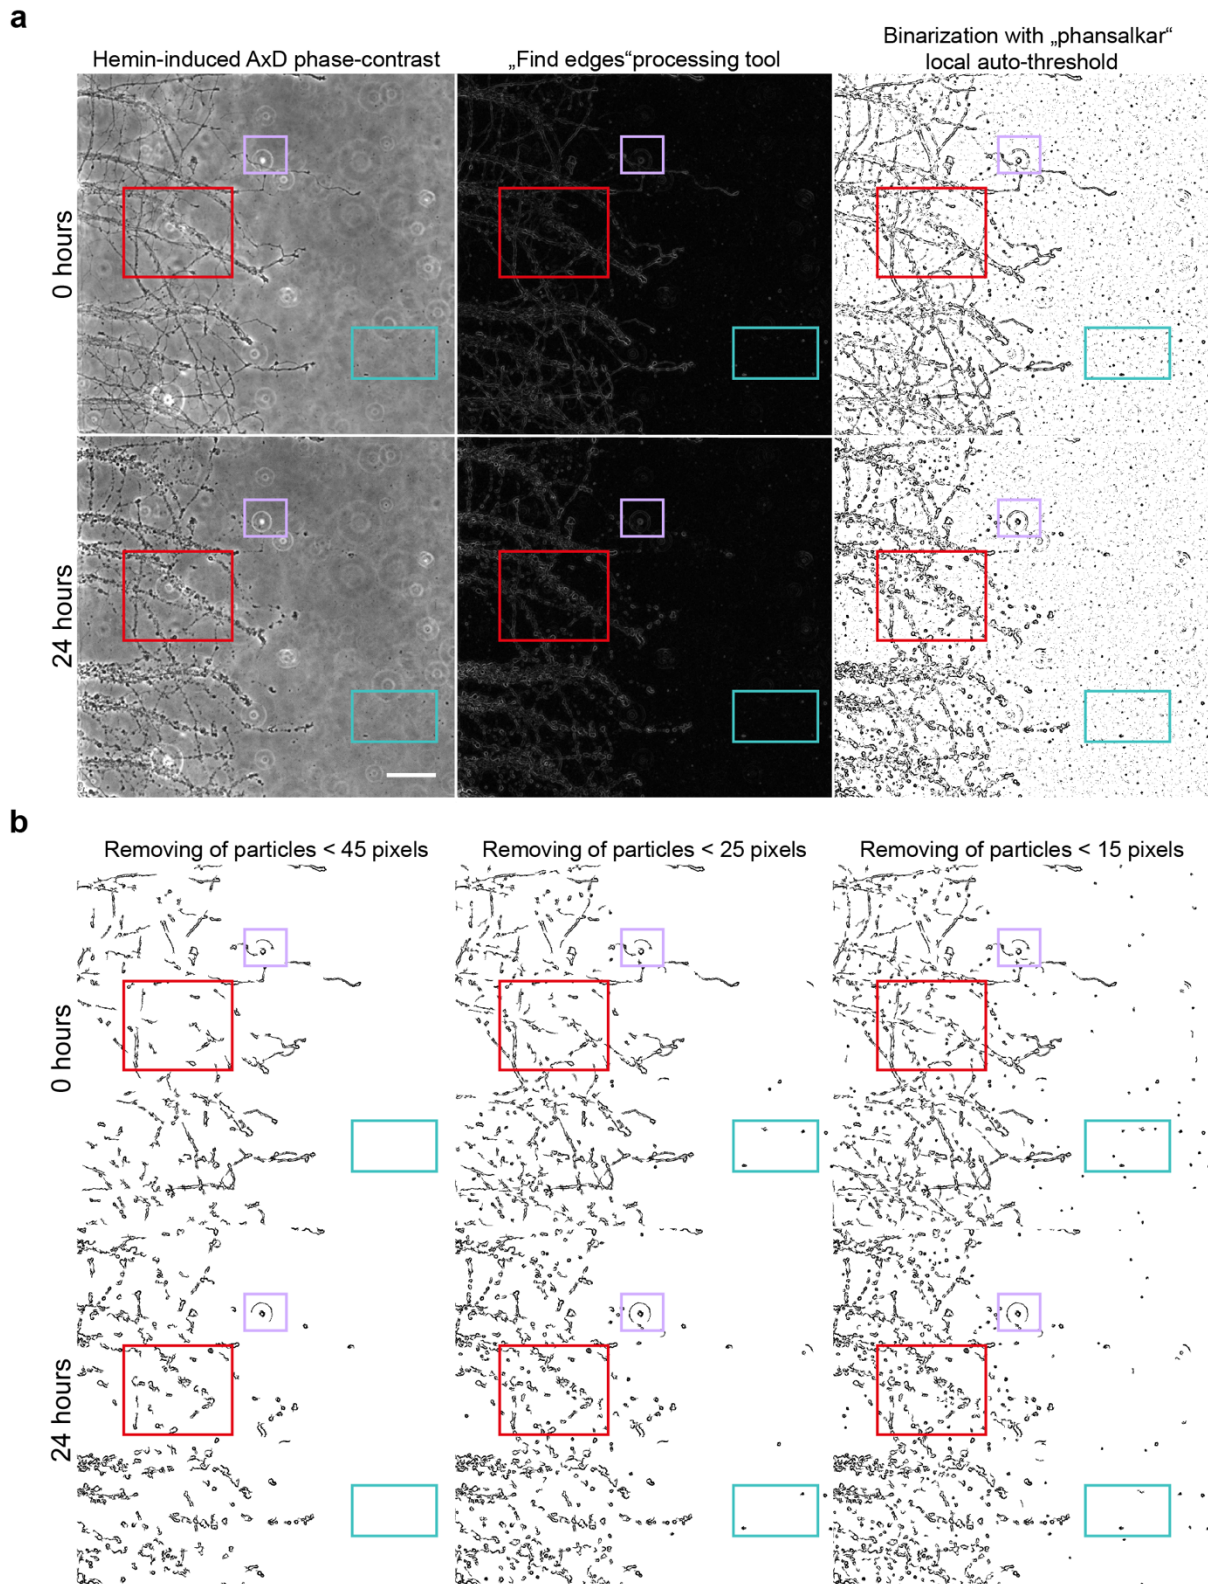 a
Hemin-induced AxD phase-contrast
„Find edges“processing tool
Binarization with „phansalkar“
local auto-threshold
0 hours
24 hours
b
Removing of particles < 45 pixels
Removing of particles < 25 pixels
Removing of particles < 15 pixels
0 hours
24 hours